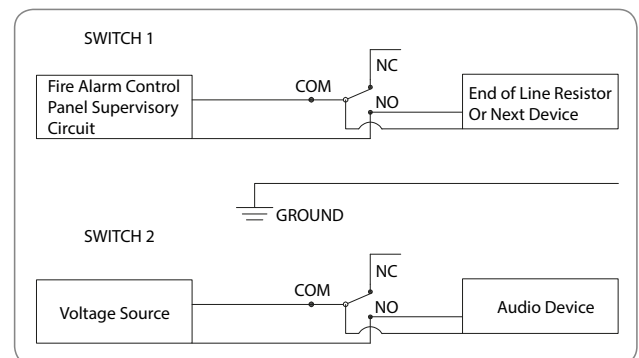 SWITCH 1
NC
Fire Alarm Control
Panel Supervisory
Circuit
COM
NO
End of Line Resistor
Or Next Device
GROUND
SWITCH 2
NC
COM
NO
Voltage Source
Audio Device